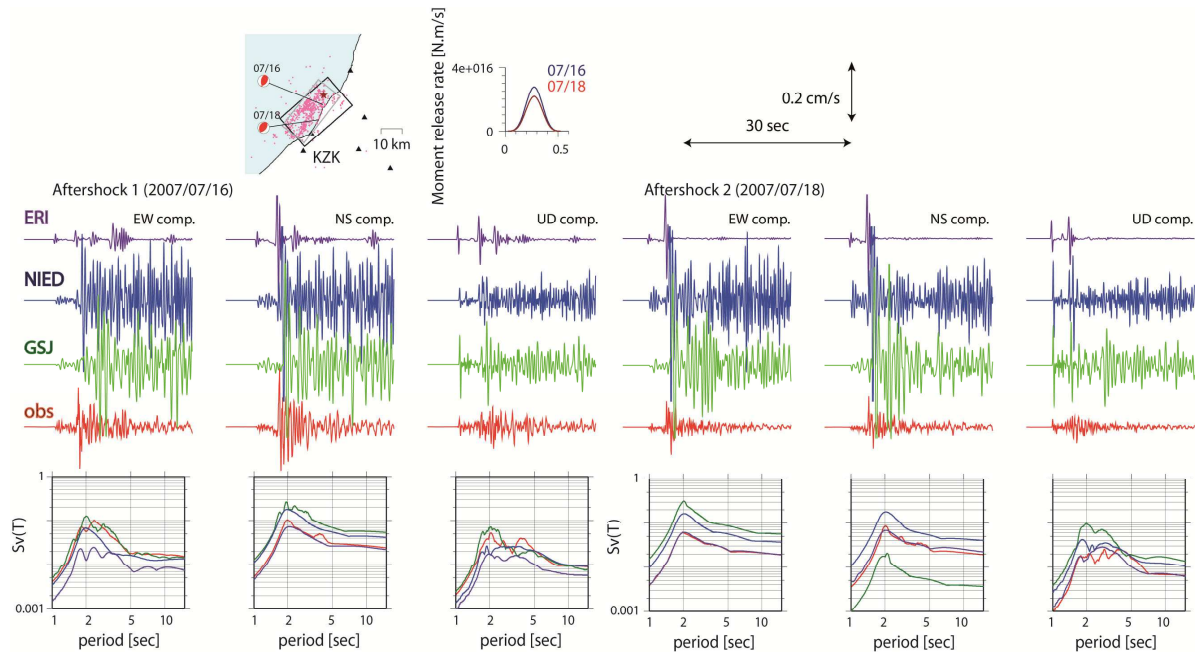 07/16
07/18
KZK
10 km
Moment release rate [N.m/s]
4e+016
0
07/16
07/18
0 0.5
0.2 cm/s
30 sec
Aftershock 1 (2007/07/16)
Aftershock 2 (2007/07/18)
EW comp.
NS comp.
UD comp.
EW comp.
NS comp.
UD comp.
ERI
NIED
GSJ
obs
1
Sv(T)
0.001
1 2 5 10
period [sec]
1 2 5 10
period [sec]
1 2 5 10
period [sec]
1
Sv(T)
0.001
1 2 5 10
period [sec]
1 2 5 10
period [sec]
1 2 5 10
period [sec]